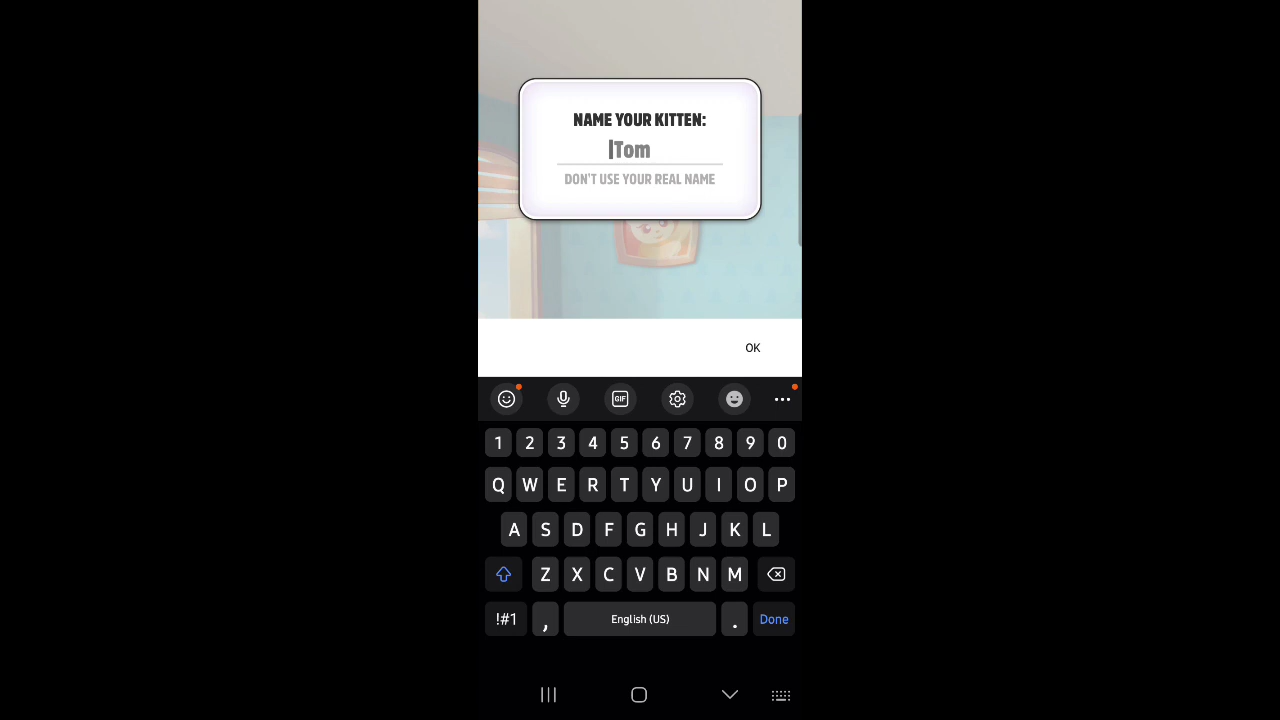 NAME YOUR KITTEN:
Tom
DON'T USE YOUR REAL NAME
OK
GIF
1 2 3 4 5 6 7 8 9 0
Q W E R T Y U I O P
A S D F G H J K L
Z X C V B N M
!#1 , English (US) . Done